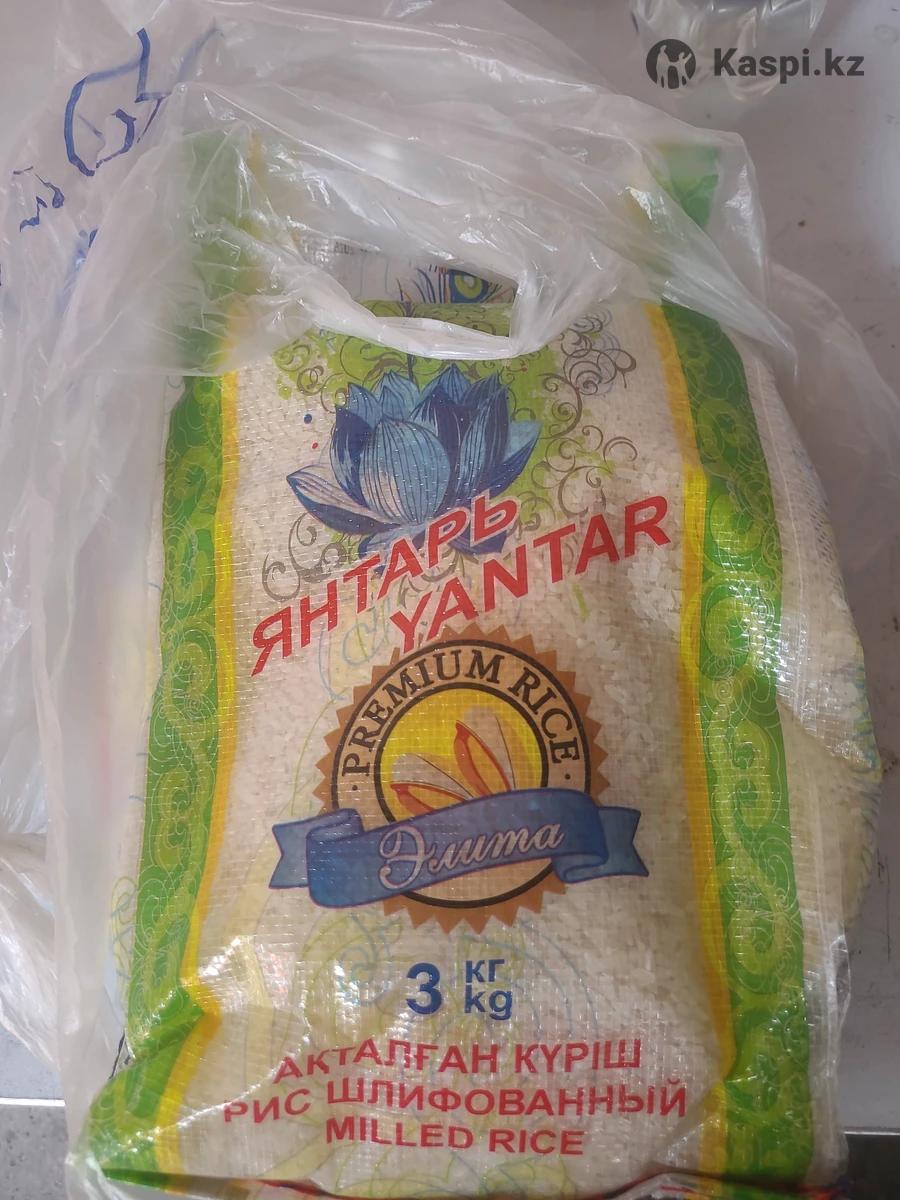 Kaspi.kz
ЯНТАРЬ
YANTAR
PREMIUM RICE
Элита
3 кг
kg
АҚТАЛҒАН КҮРІШ
РИС ШЛИФОВАННЫЙ
MILLED RICE